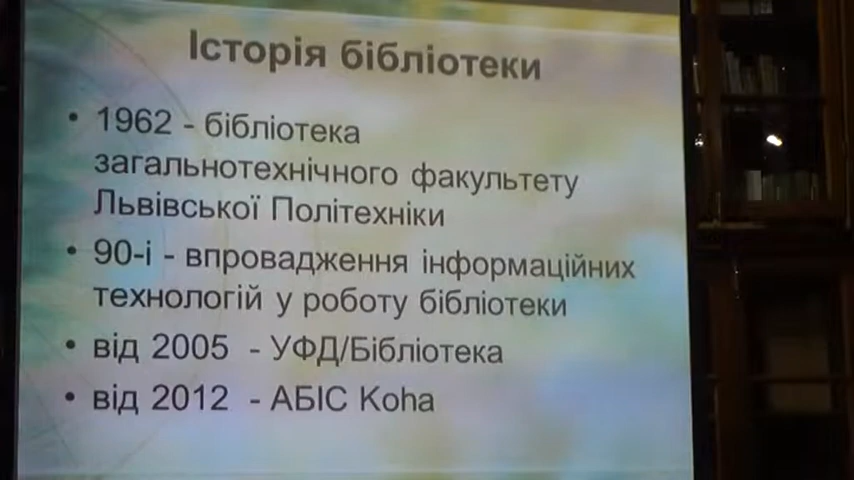 Історія бібліотеки
• 1962 - бібліотека
загальнотехнічного факультету
Львівської Політехніки
• 90-і - впровадження інформаційних
технологій у роботу бібліотеки
• від 2005 - УФД/Бібліотека
• від 2012 - АБІС Koha